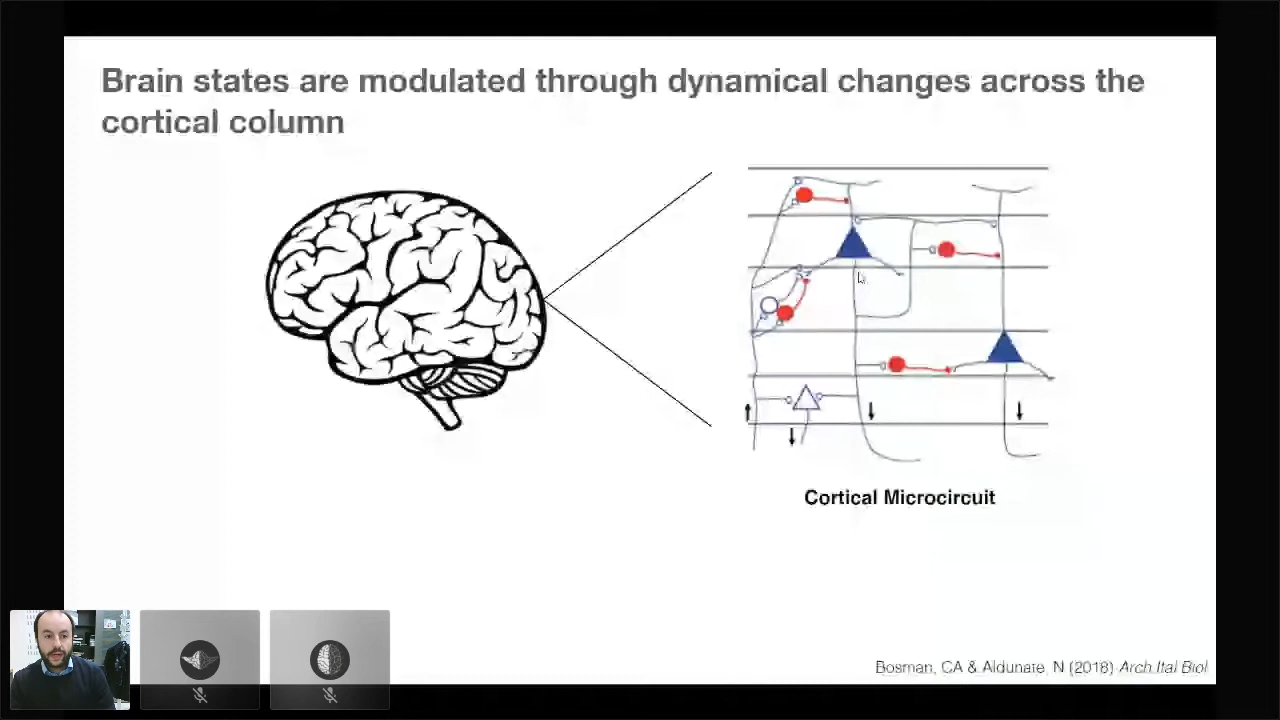 Brain states are modulated through dynamical changes across the
cortical column
Cortical Microcircuit
Bosman, CA & Aldunate, N (2018) Arch Ital Biol